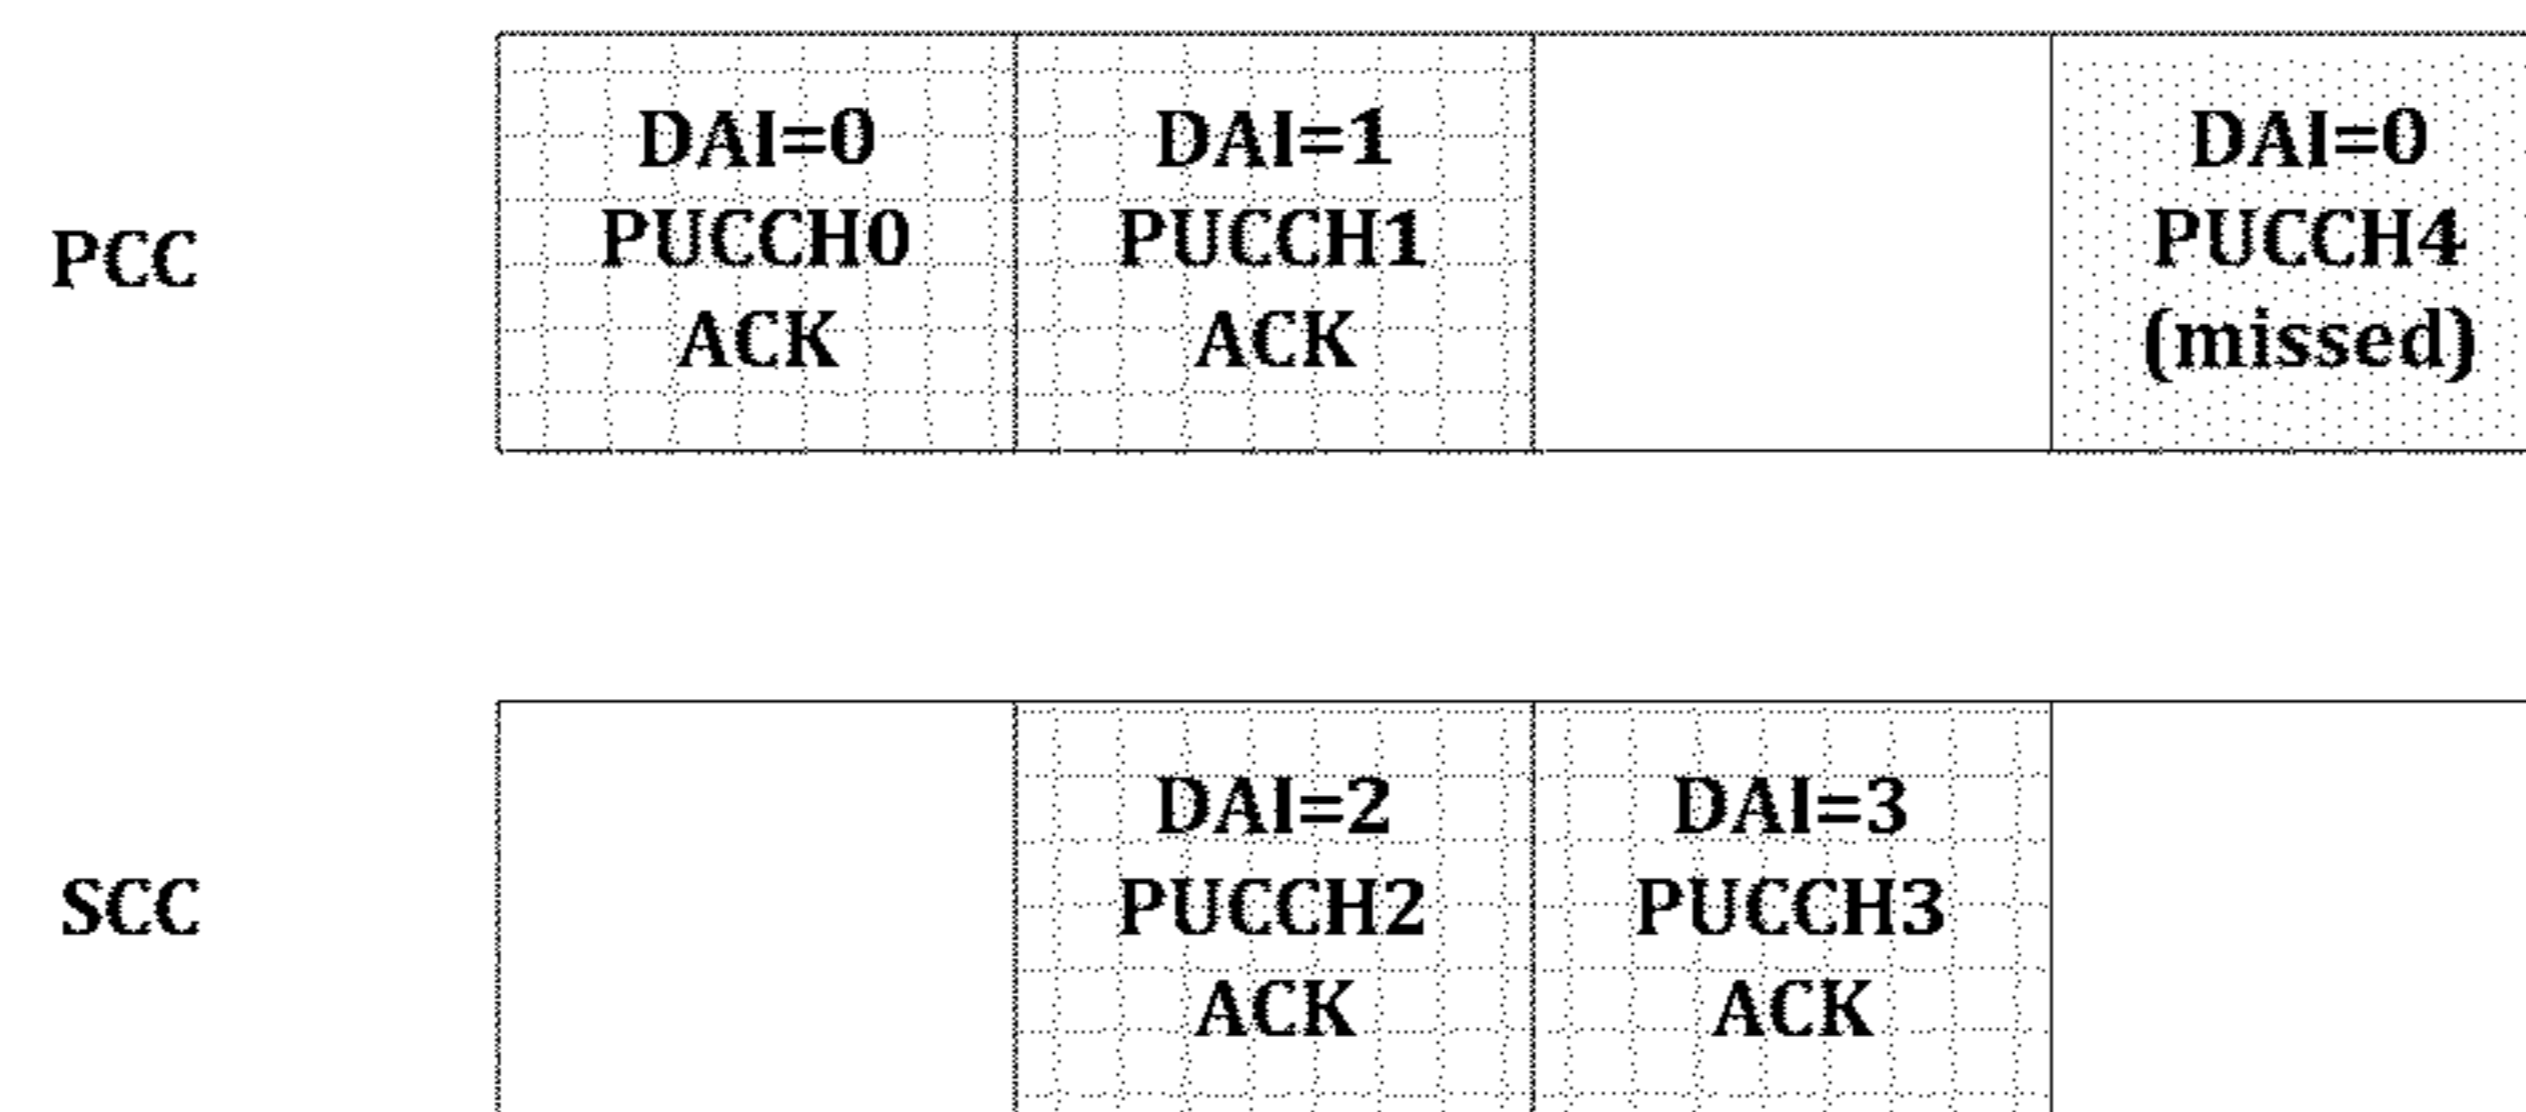 PCC
DAI=0
PUCCH0
ACK
DAI=1
PUCCH1
ACK
DAI=0
PUCCH4
(missed)
SCC
DAI=2
PUCCH2
ACK
DAI=3
PUCCH3
ACK